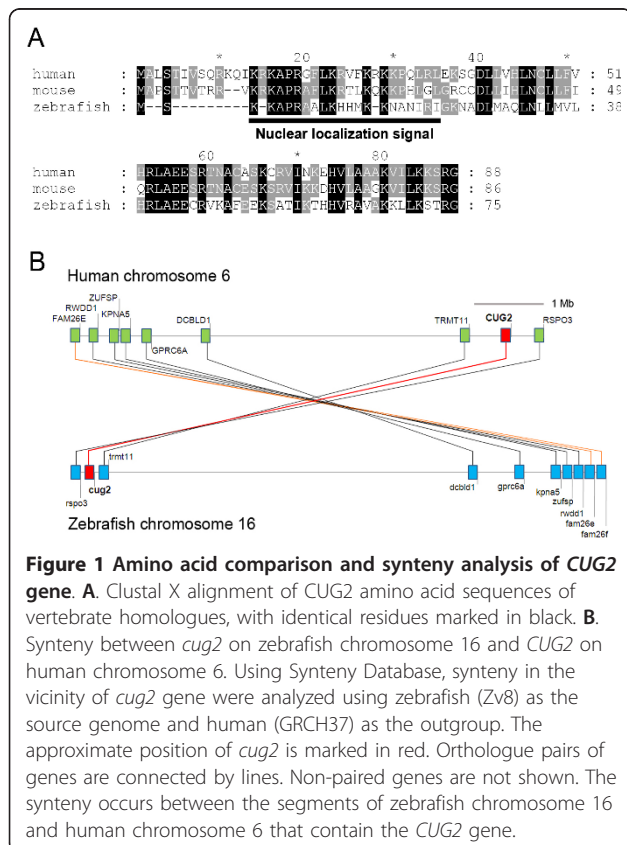 A
* 20 * 40 *
human : MALSTIVSQRKQIKRKAPRGFLKRVFKRKKPQLRLEKSGDLLVHLNCLLFV : 51
mouse : MAPSTTVTRR--VKRKAPRAFLKRTLKQKKPHLGLGRCCDLLIHLNCLLFI : 49
zebrafish : M--S---------K-KAPRAALKHHMK-KNANIRIGKNADLMAQLNLLMVL : 38
Nuclear localization signal
60 * 80
human : HRLAEESRTNACASKCRVINKEHVLAAAKVILKKSRG : 88
mouse : QRLAEESRTNACESKSRVIKKDHVLAAGKVILKKSRG : 86
zebrafish : HRLAEECRVKAFEEKSATIKTHHVRAVAKKLLKSTRG : 75
B
Human chromosome 6
1 Mb
ZUFSP
RWDD1
FAM26E
KPNA5
GPRC6A
DCBLD1
TRMT11
CUG2
RSPO3
trmt11
rspo3
cug2
dcbld1
gprc6a
kpna5
zufsp
rwdd1
fam26e
fam26f
Zebrafish chromosome 16
Figure 1 Amino acid comparison and synteny analysis of CUG2
gene. A. Clustal X alignment of CUG2 amino acid sequences of
vertebrate homologues, with identical residues marked in black. B.
Synteny between cug2 on zebrafish chromosome 16 and CUG2 on
human chromosome 6. Using Synteny Database, synteny in the
vicinity of cug2 gene were analyzed using zebrafish (Zv8) as the
source genome and human (GRCH37) as the outgroup. The
approximate position of cug2 is marked in red. Orthologue pairs of
genes are connected by lines. Non-paired genes are not shown. The
synteny occurs between the segments of zebrafish chromosome 16
and human chromosome 6 that contain the CUG2 gene.